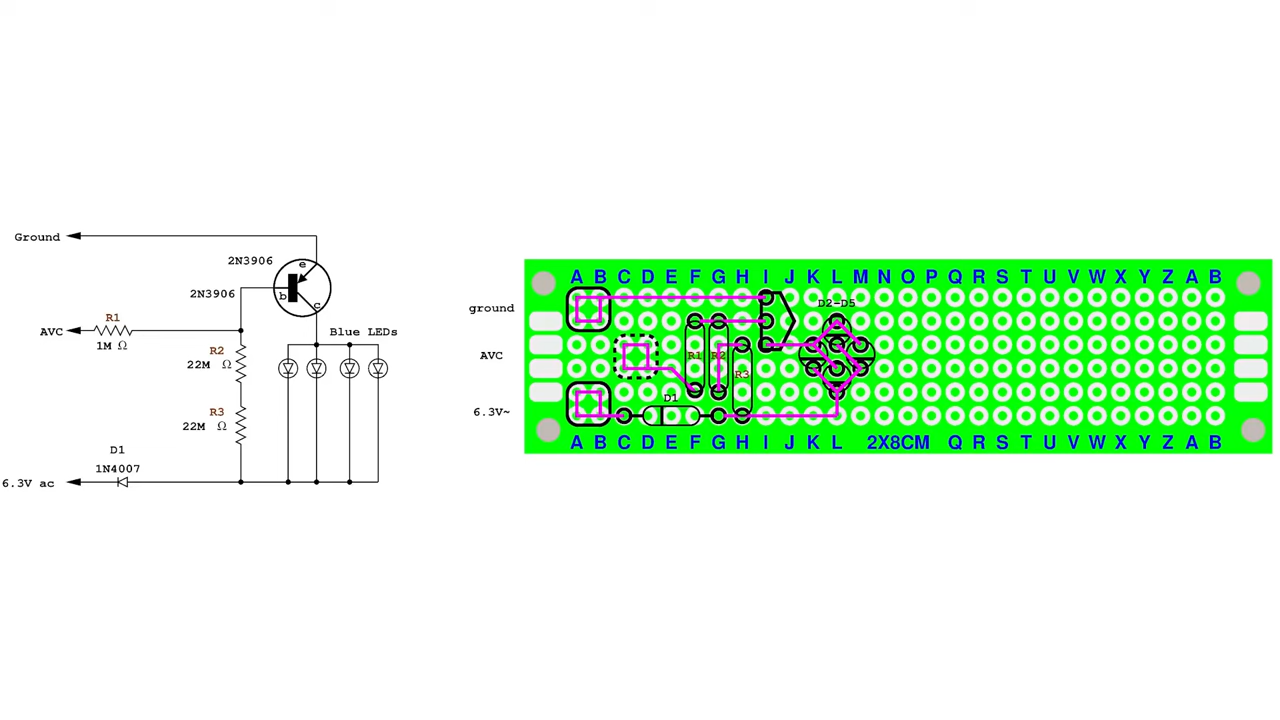 Ground
2N3906
e
2N3906
b
c
R1
AVC
1M Ω
Blue LEDs
R2
22M Ω
R3
22M Ω
D1
1N4007
6.3V ac
A B C D E F G H I J K L M N O P Q R S T U V W X Y Z A B
ground
D2-D5
AVC
R1 R2
R3
D1
6.3V~
A B C D E F G H I J K L 2X8CM Q R S T U V W X Y Z A B